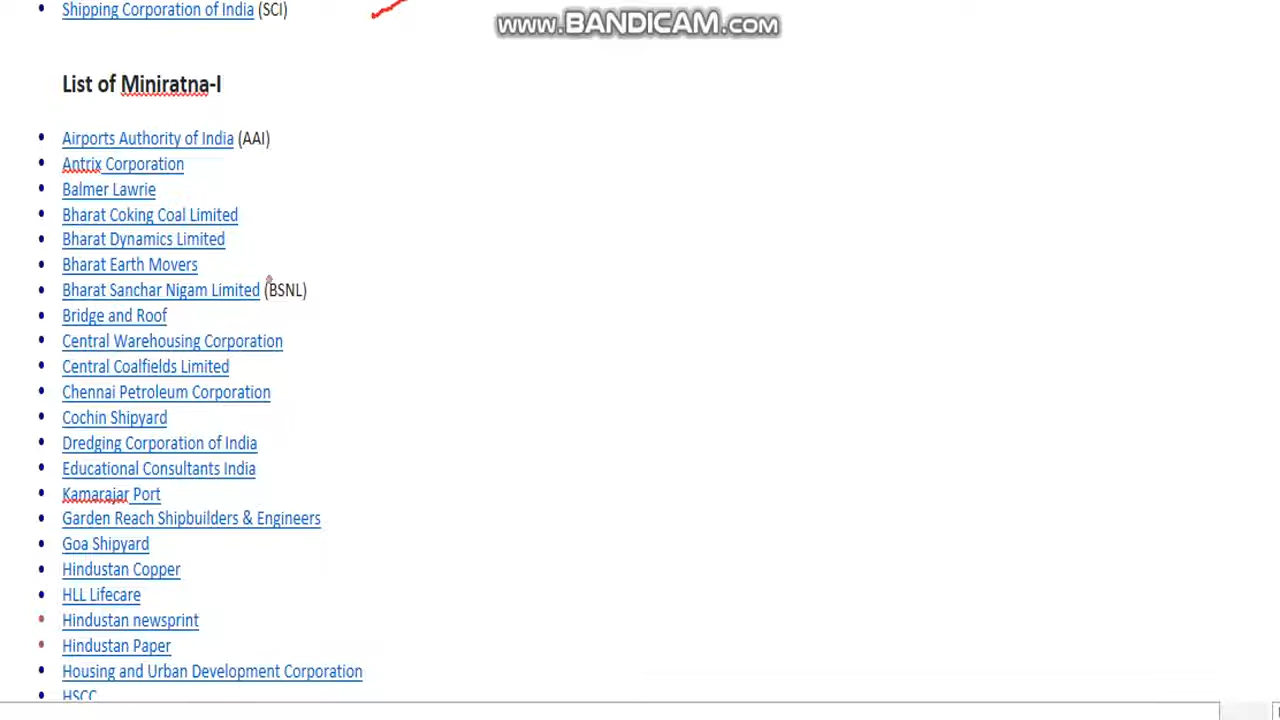 Shipping Corporation of India (SCI)
www.BANDICAM.com
List of Miniratna-I
• Airports Authority of India (AAI)
• Antrix Corporation
• Balmer Lawrie
• Bharat Coking Coal Limited
• Bharat Dynamics Limited
• Bharat Earth Movers
• Bharat Sanchar Nigam Limited (BSNL)
• Bridge and Roof
• Central Warehousing Corporation
• Central Coalfields Limited
• Chennai Petroleum Corporation
• Cochin Shipyard
• Dredging Corporation of India
• Educational Consultants India
• Kamarajar Port
• Garden Reach Shipbuilders & Engineers
• Goa Shipyard
• Hindustan Copper
• HLL Lifecare
• Hindustan newsprint
• Hindustan Paper
• Housing and Urban Development Corporation
• HSCC